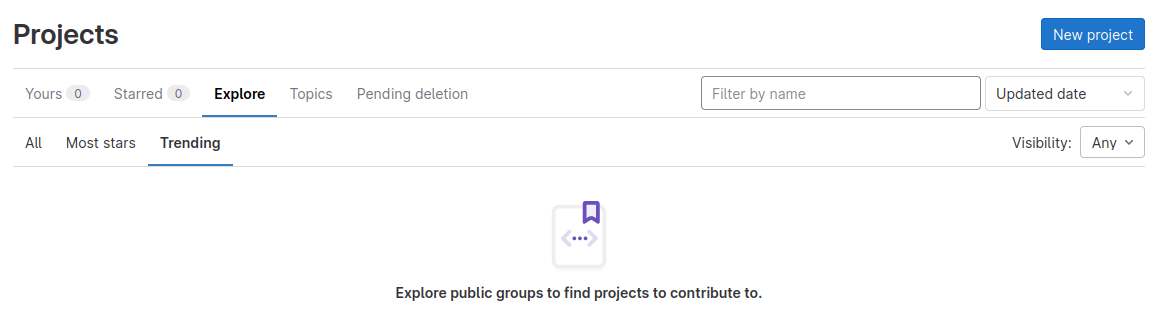 Projects
New project
Yours 0 Starred 0 Explore Topics Pending deletion
Filter by name
Updated date
All Most stars Trending
Visibility: Any
Explore public groups to find projects to contribute to.